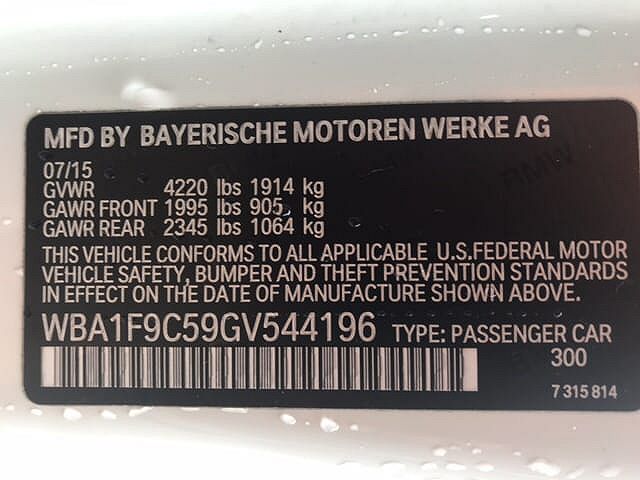 MFD BY BAYERISCHE MOTOREN WERKE AG
07/15
GVWR 4220 lbs 1914 kg
GAWR FRONT 1995 lbs 905 kg
GAWR REAR 2345 lbs 1064 kg
THIS VEHICLE CONFORMS TO ALL APPLICABLE U.S.FEDERAL MOTOR
VEHICLE SAFETY, BUMPER AND THEFT PREVENTION STANDARDS
IN EFFECT ON THE DATE OF MANUFACTURE SHOWN ABOVE.
WBA1F9C59GV544196 TYPE: PASSENGER CAR
300
7 315 814